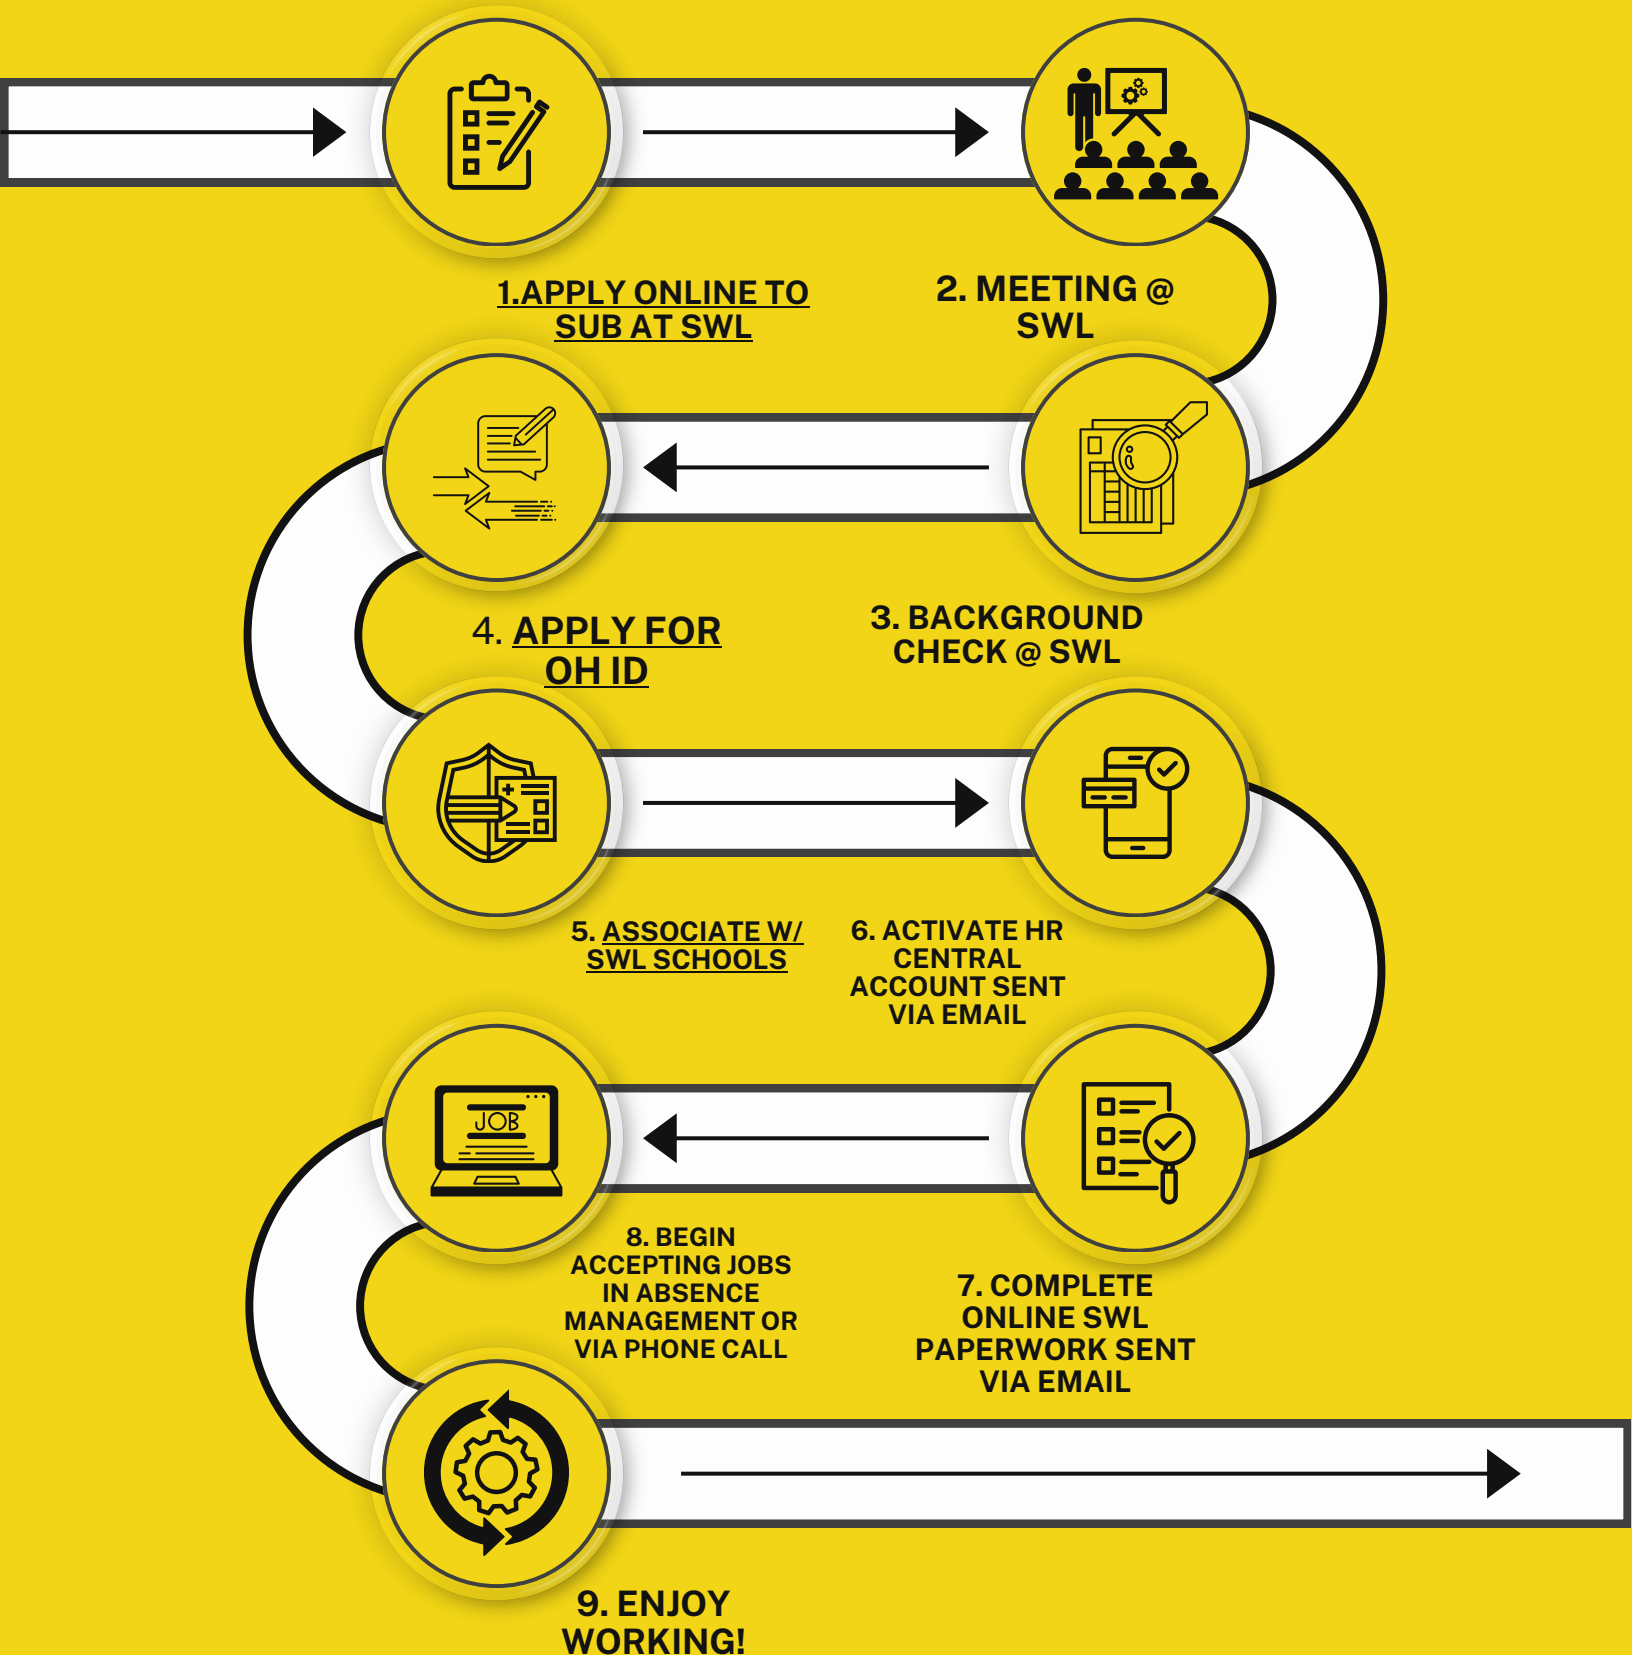 1.APPLY ONLINE TO
SUB AT SWL
2. MEETING @
SWL
3. BACKGROUND
CHECK @ SWL
4. APPLY FOR
OH ID
5. ASSOCIATE W/
SWL SCHOOLS
6. ACTIVATE HR
CENTRAL
ACCOUNT SENT
VIA EMAIL
7. COMPLETE
ONLINE SWL
PAPERWORK SENT
VIA EMAIL
JOB
8. BEGIN
ACCEPTING JOBS
IN ABSENCE
MANAGEMENT OR
VIA PHONE CALL
9. ENJOY
WORKING!